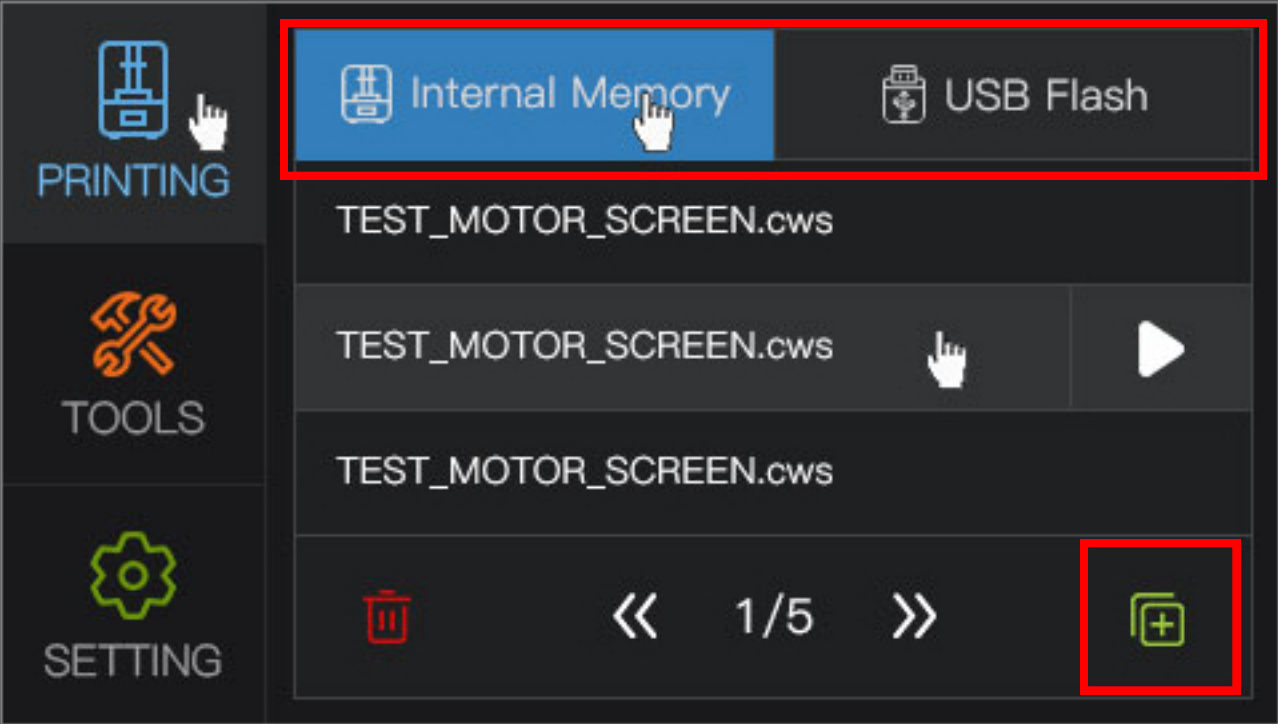 PRINTING
TOOLS
SETTING
Internal Memory
USB Flash
TEST_MOTOR_SCREEN.cws
TEST_MOTOR_SCREEN.cws
TEST_MOTOR_SCREEN.cws
1/5